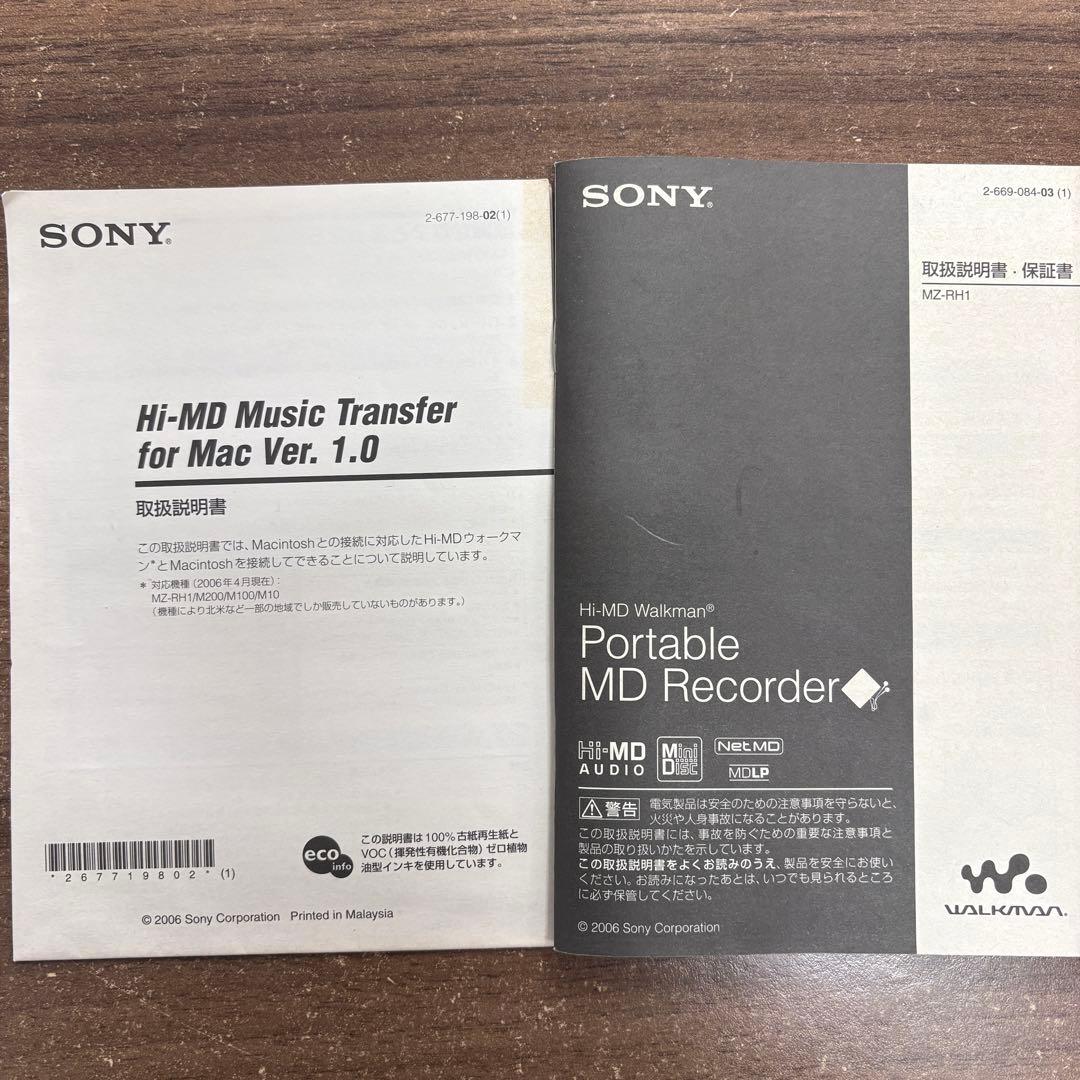 SONY®
2-677-198-02(1)
Hi-MD Music Transfer
for Mac Ver. 1.0
取扱説明書
この取扱説明書では、Macintoshとの接続に対応したHi-MDウォークマ
ン*とMacintoshを接続してできることについて説明しています。
* 対応機種（2006年4月現在）：
MZ-RH1/M200/M100/M10
（機種により北米など一部の地域でしか販売していないものがあります。）
*267719802* (1)
eco
info
この説明書は100%古紙再生紙と
VOC（揮発性有機化合物）ゼロ植物
油型インキを使用しています。
© 2006 Sony Corporation Printed in Malaysia
SONY®
2-669-084-03 (1)
取扱説明書・保証書
MZ-RH1
Hi-MD Walkman®
Portable
MD Recorder
Hi-MD
AUDIO
Mini
Disc
Net MD
MDLP
警告
電気製品は安全のための注意事項を守らないと、
火災や人身事故になることがあります。
この取扱説明書には、事故を防ぐための重要な注意事項と
製品の取り扱いかたを示しています。
この取扱説明書をよくお読みのうえ、製品を安全にお使い
ください。お読みになったあとは、いつでも見られるところ
に必ず保管してください。
© 2006 Sony Corporation
WALKMAN®